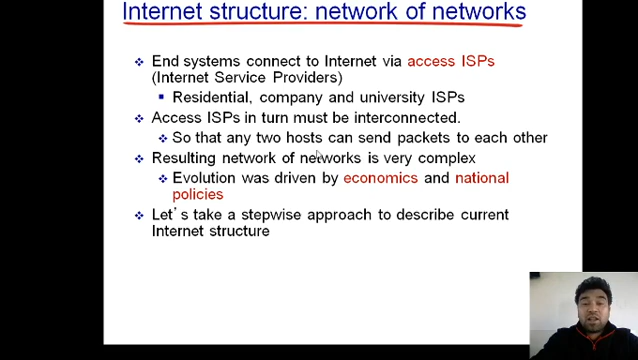 Internet structure: network of networks
End systems connect to Internet via access ISPs
(Internet Service Providers)
Residential, company and university ISPs
Access ISPs in turn must be interconnected.
So that any two hosts can send packets to each other
Resulting network of networks is very complex
Evolution was driven by economics and national
policies
Let's take a stepwise approach to describe current
Internet structure